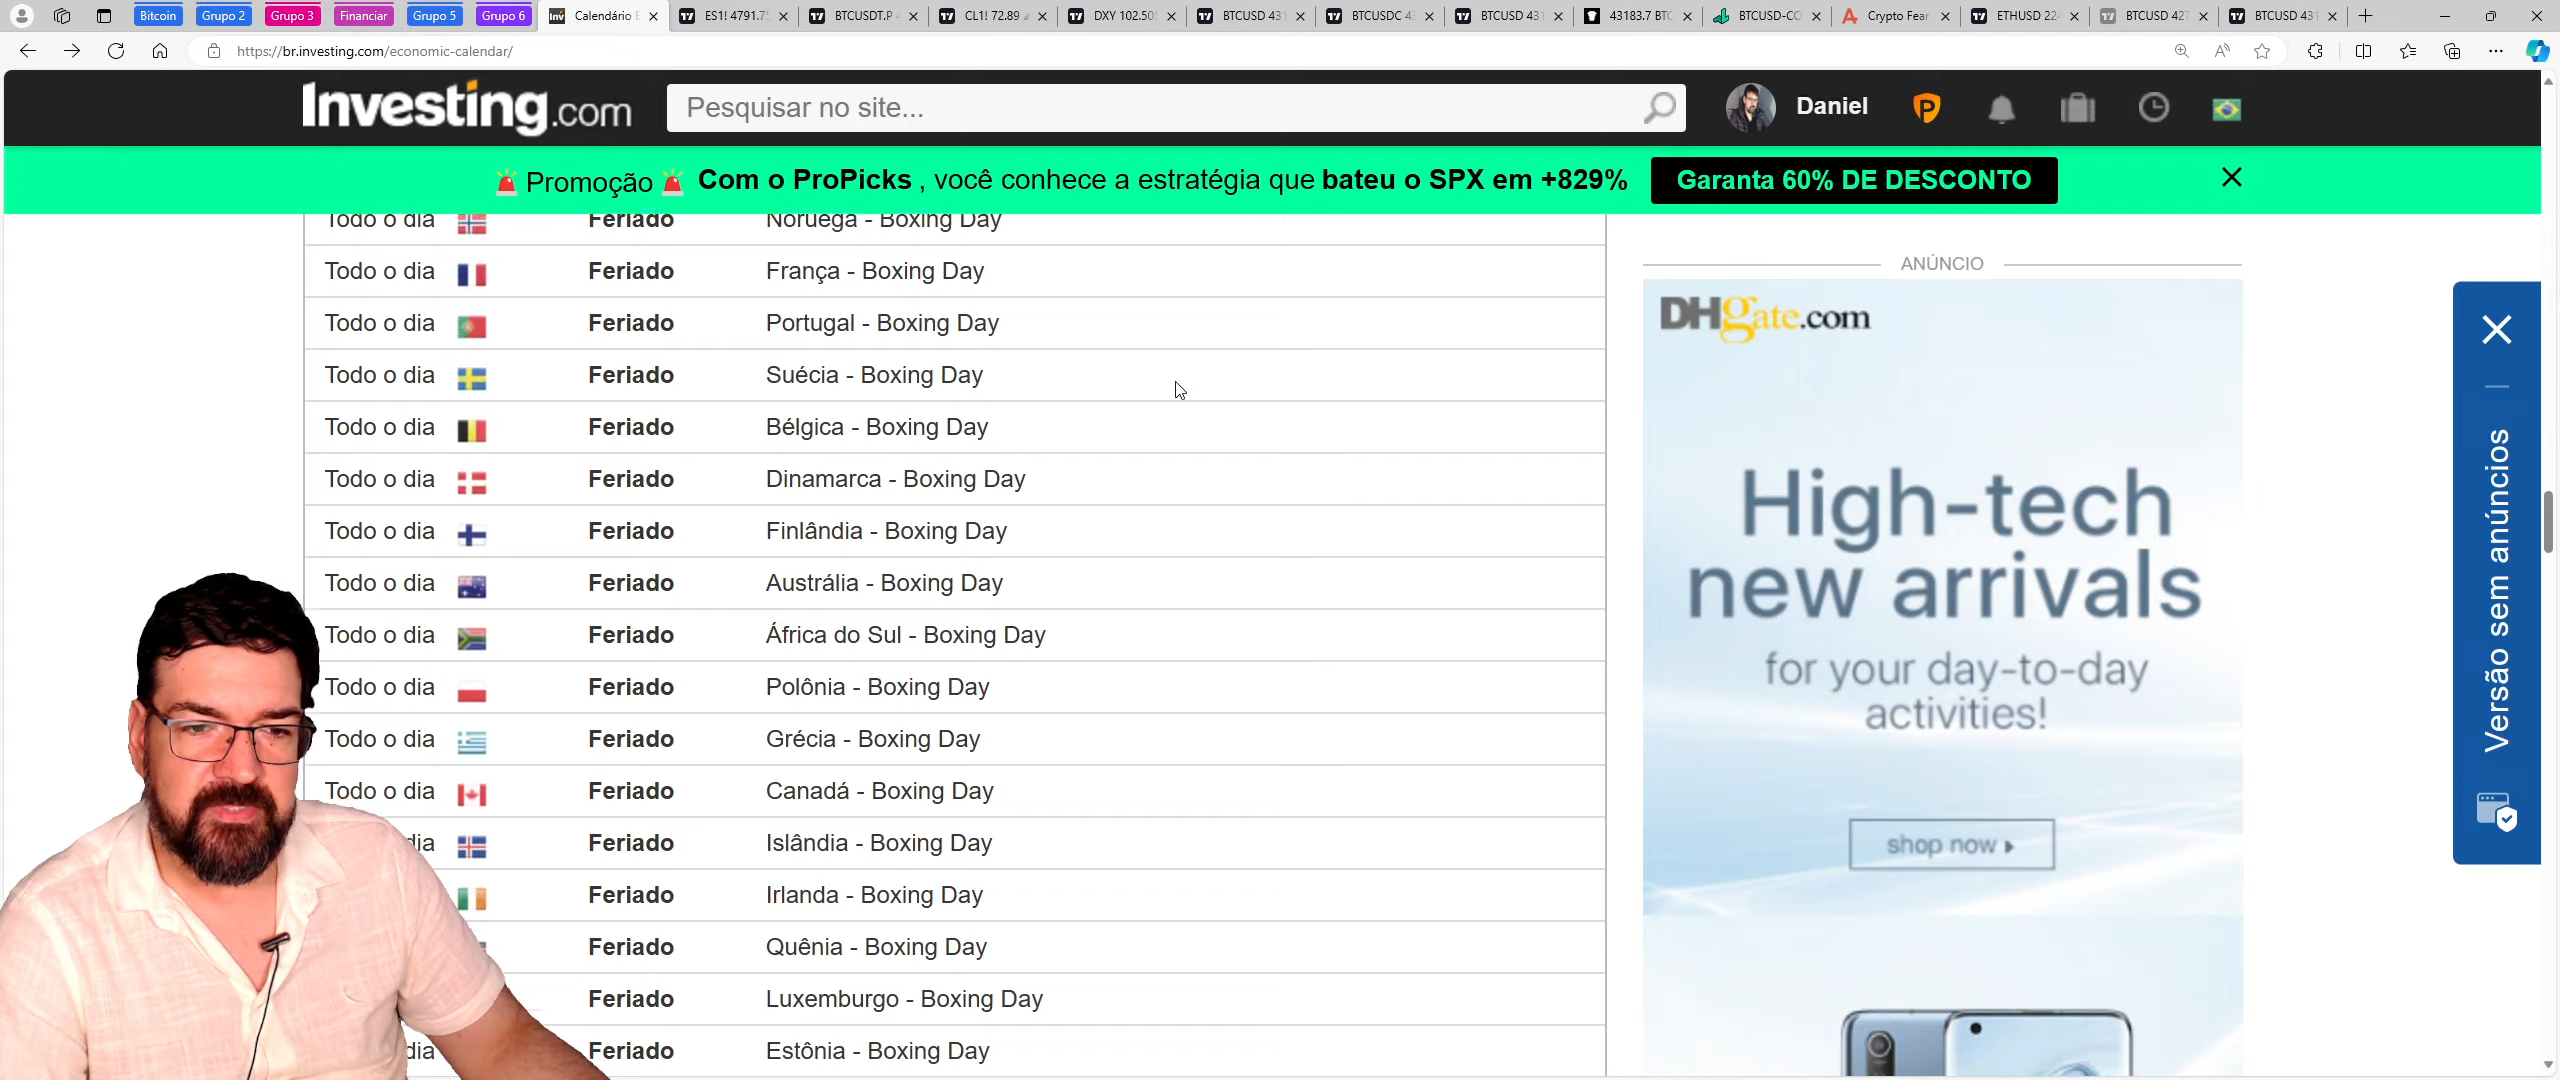 Bitcoin
Grupo 2
Grupo 3
Financiar
Grupo 5
Grupo 6
Calendário E
ES1! 4791.75
BTCUSDT.P 4
CL1! 72.89
DXY 102.505
BTCUSD 431
BTCUSDC 43
BTCUSD 431
43183.7 BTC
BTCUSD-CO
Crypto Fear
ETHUSD 224
BTCUSD 427
BTCUSD 431
https://br.investing.com/economic-calendar/
Investing.com
Pesquisar no site...
Daniel
Promoção Com o ProPicks , você conhece a estratégia que bateu o SPX em +829%
Garanta 60% DE DESCONTO
Todo o dia Feriado Noruega - Boxing Day
Todo o dia Feriado França - Boxing Day
Todo o dia Feriado Portugal - Boxing Day
Todo o dia Feriado Suécia - Boxing Day
Todo o dia Feriado Bélgica - Boxing Day
Todo o dia Feriado Dinamarca - Boxing Day
Todo o dia Feriado Finlândia - Boxing Day
Todo o dia Feriado Austrália - Boxing Day
Todo o dia Feriado África do Sul - Boxing Day
Todo o dia Feriado Polônia - Boxing Day
Todo o dia Feriado Grécia - Boxing Day
Todo o dia Feriado Canadá - Boxing Day
dia Feriado Islândia - Boxing Day
Feriado Irlanda - Boxing Day
Feriado Quênia - Boxing Day
Feriado Luxemburgo - Boxing Day
dia Feriado Estônia - Boxing Day
ANÚNCIO
DHgate.com
High-tech
new arrivals
for your day-to-day
activities!
shop now
Versão sem anúncios